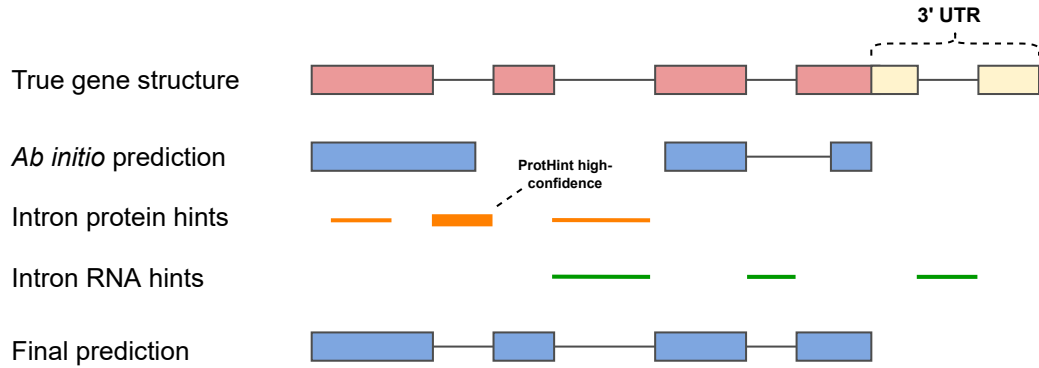 3' UTR
True gene structure
Ab initio prediction
ProtHint high-
confidence
Intron protein hints
Intron RNA hints
Final prediction